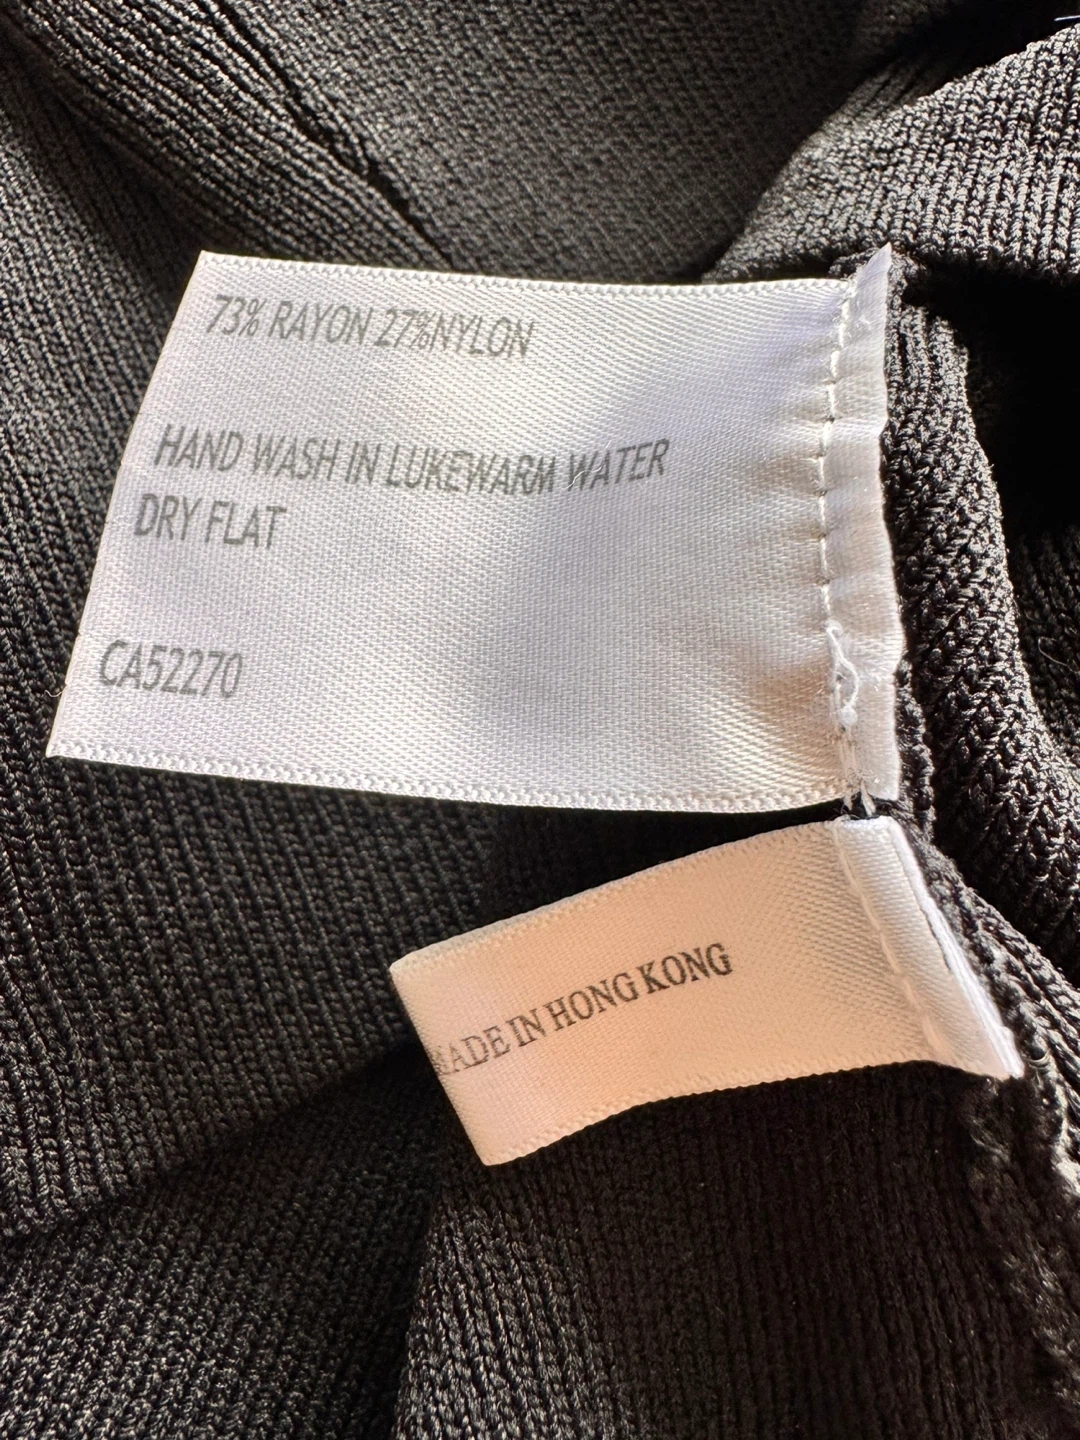 73% RAYON 27%NYLON
HAND WASH IN LUKEWARM WATER
DRY FLAT
CA52270
MADE IN HONG KONG